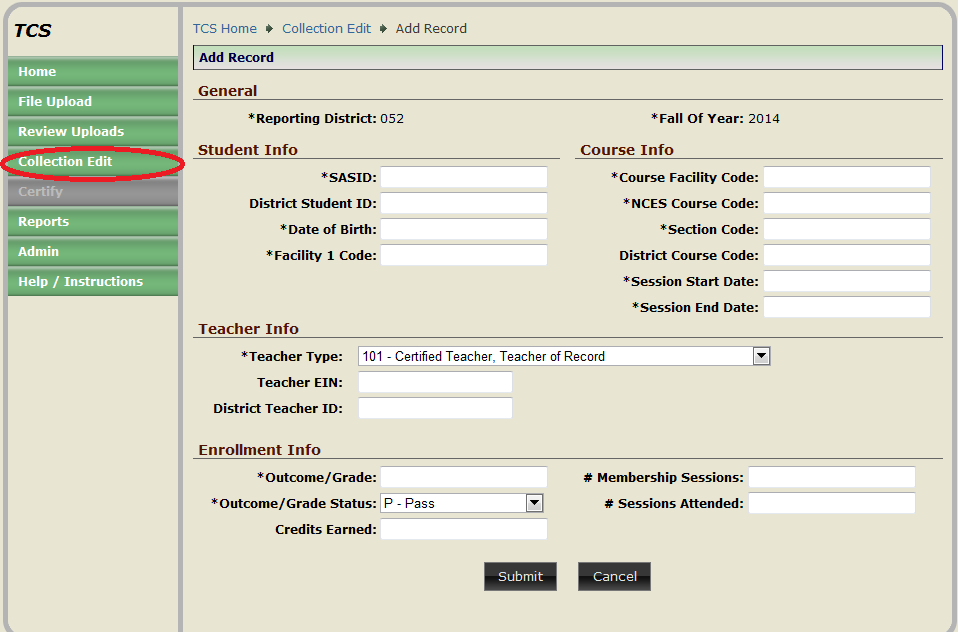 TCS
Home
File Upload
Review Uploads
Collection Edit
Certify
Reports
Admin
Help / Instructions
TCS Home Collection Edit Add Record
Add Record
General
*Reporting District: 052 *Fall Of Year: 2014
Student Info
*SASID:
District Student ID:
*Date of Birth:
*Facility 1 Code:
Course Info
*Course Facility Code:
*NCES Course Code:
*Section Code:
District Course Code:
*Session Start Date:
*Session End Date:
Teacher Info
*Teacher Type: 101 - Certified Teacher, Teacher of Record
Teacher EIN:
District Teacher ID:
Enrollment Info
*Outcome/Grade:
*Outcome/Grade Status: P - Pass
Credits Earned:
# Membership Sessions:
# Sessions Attended:
Submit Cancel